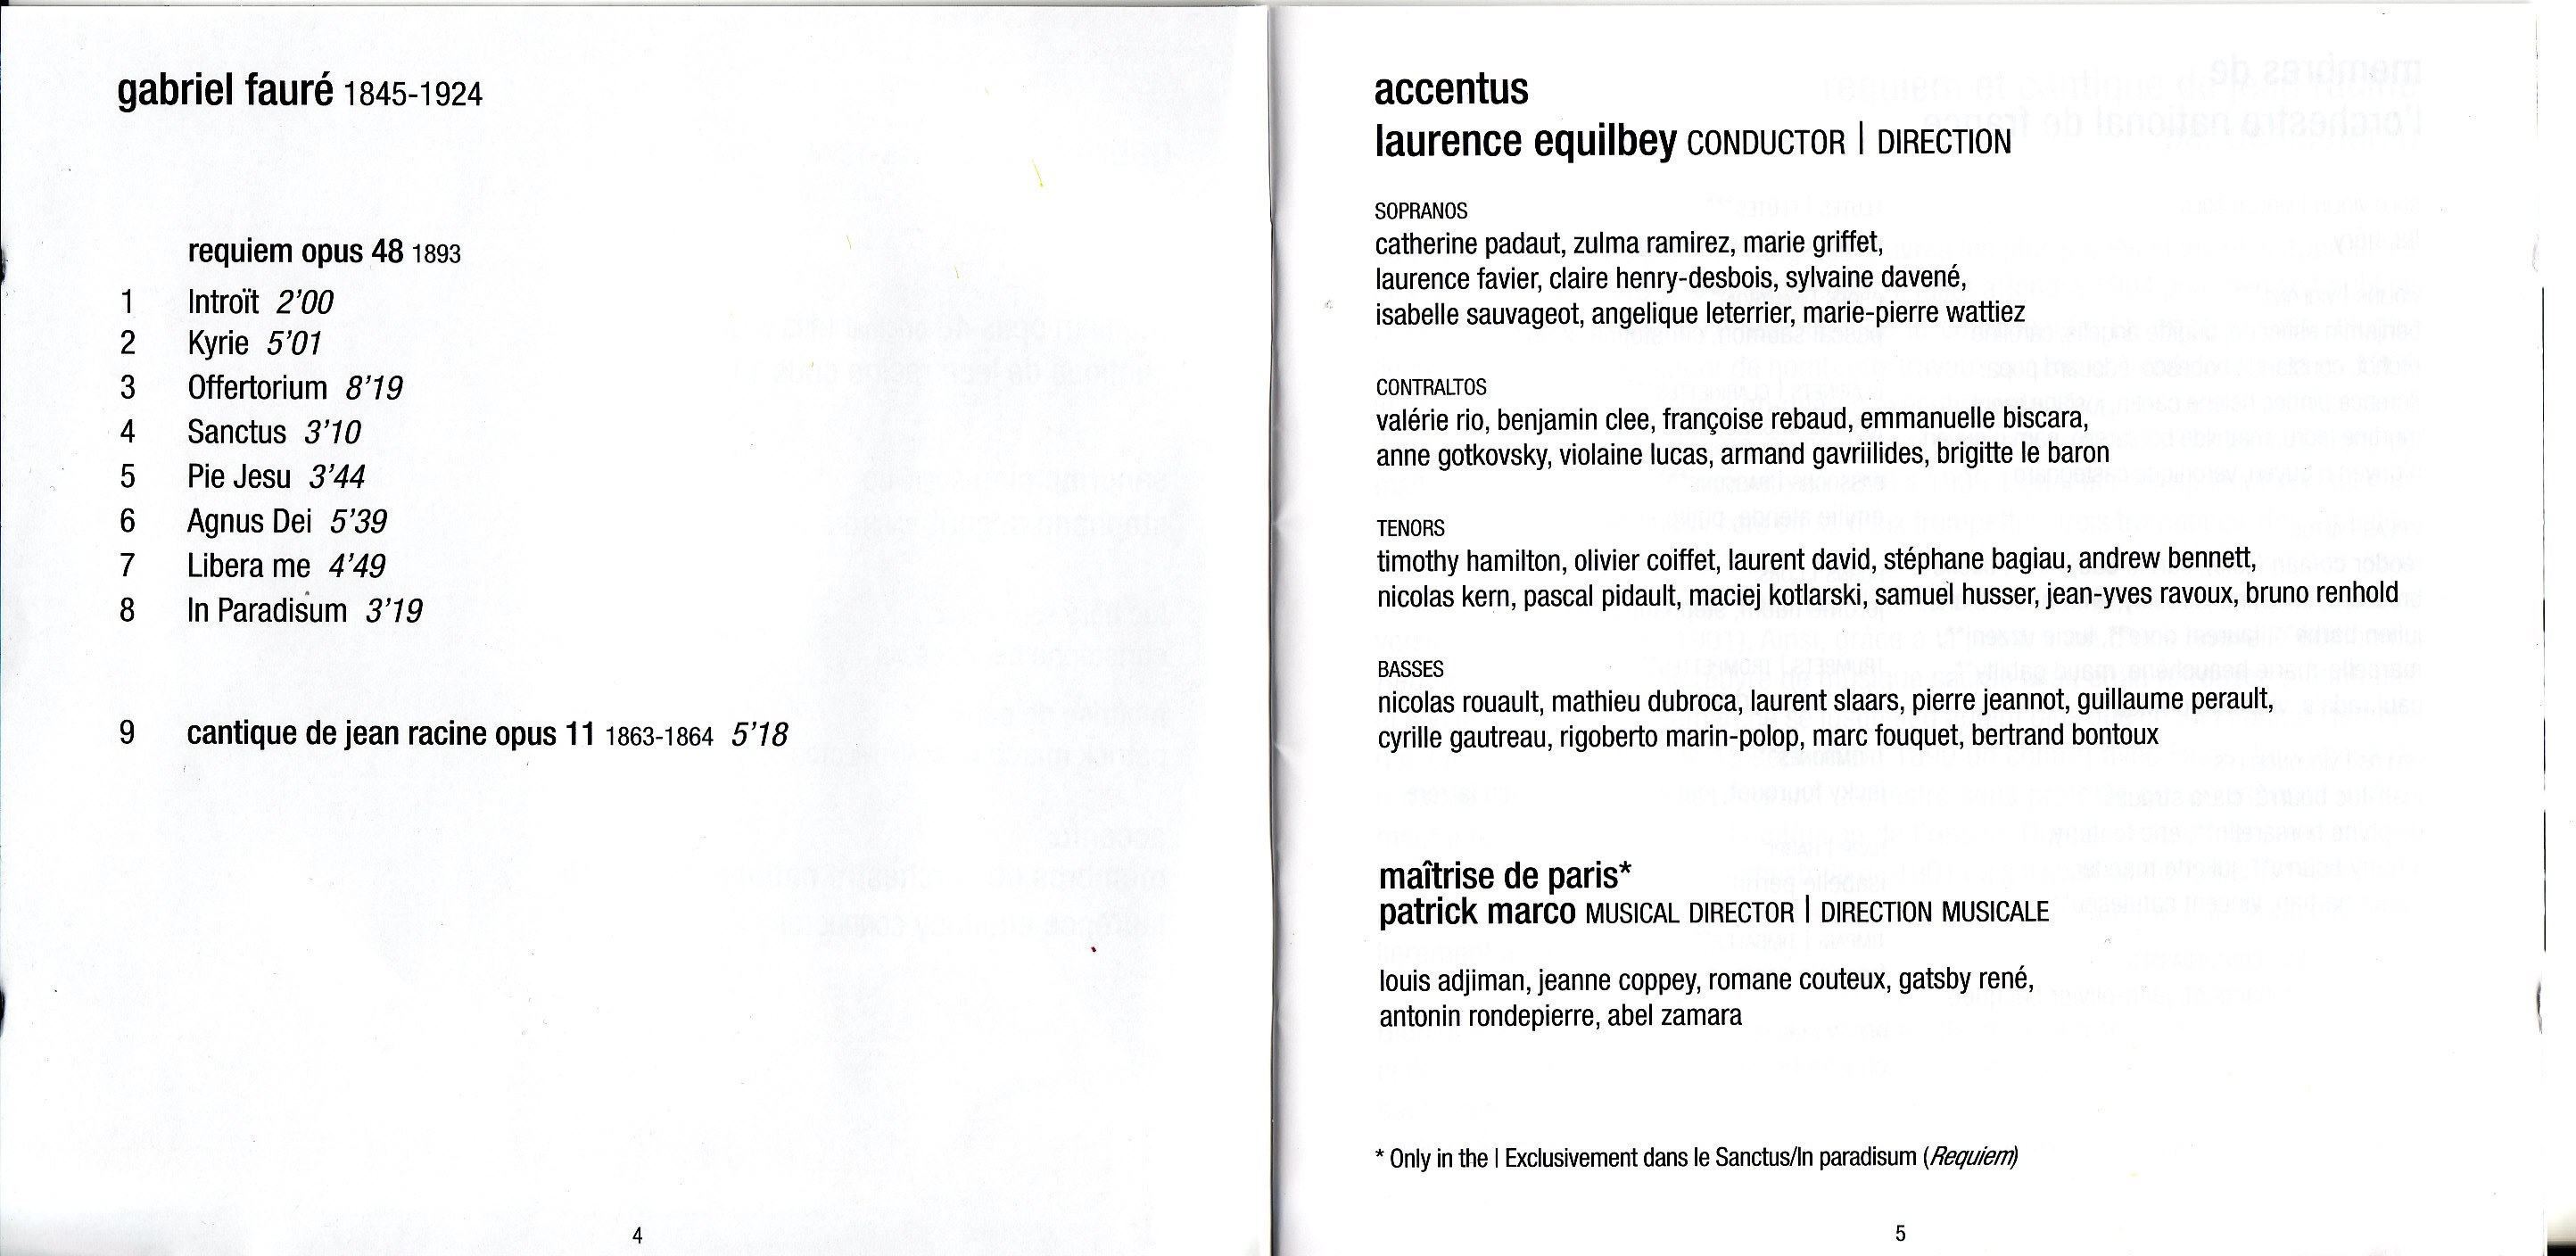 gabriel fauré 1845-1924
requiem opus 48 1893
1 Introït 2'00
2 Kyrie 5'01
3 Offertorium 8'19
4 Sanctus 3'10
5 Pie Jesu 3'44
6 Agnus Dei 5'39
7 Libera me 4'49
8 In Paradisum 3'19
9 cantique de jean racine opus 11 1863-1864 5'18
4
accentus
laurence equilbey CONDUCTOR | DIRECTION
SOPRANOS
catherine padaut, zulma ramirez, marie griffet,
laurence favier, claire henry-desbois, sylvaine davené,
isabelle sauvageot, angelique leterrier, marie-pierre wattiez
CONTRALTOS
valérie rio, benjamin clee, françoise rebaud, emmanuelle biscara,
anne gotkovsky, violaine lucas, armand gavriilides, brigitte le baron
TENORS
timothy hamilton, olivier coiffet, laurent david, stéphane bagiau, andrew bennett,
nicolas kern, pascal pidault, maciej kotlarski, samuel husser, jean-yves ravoux, bruno renhold
BASSES
nicolas rouault, mathieu dubroca, laurent slaars, pierre jeannot, guillaume perault,
cyrille gautreau, rigoberto marin-polop, marc fouquet, bertrand bontoux
maîtrise de paris*
patrick marco MUSICAL DIRECTOR | DIRECTION MUSICALE
louis adjiman, jeanne coppey, romane couteux, gatsby rené,
antonin rondepierre, abel zamara
* Only in the | Exclusivement dans le Sanctus/In paradisum (Requiem)
5